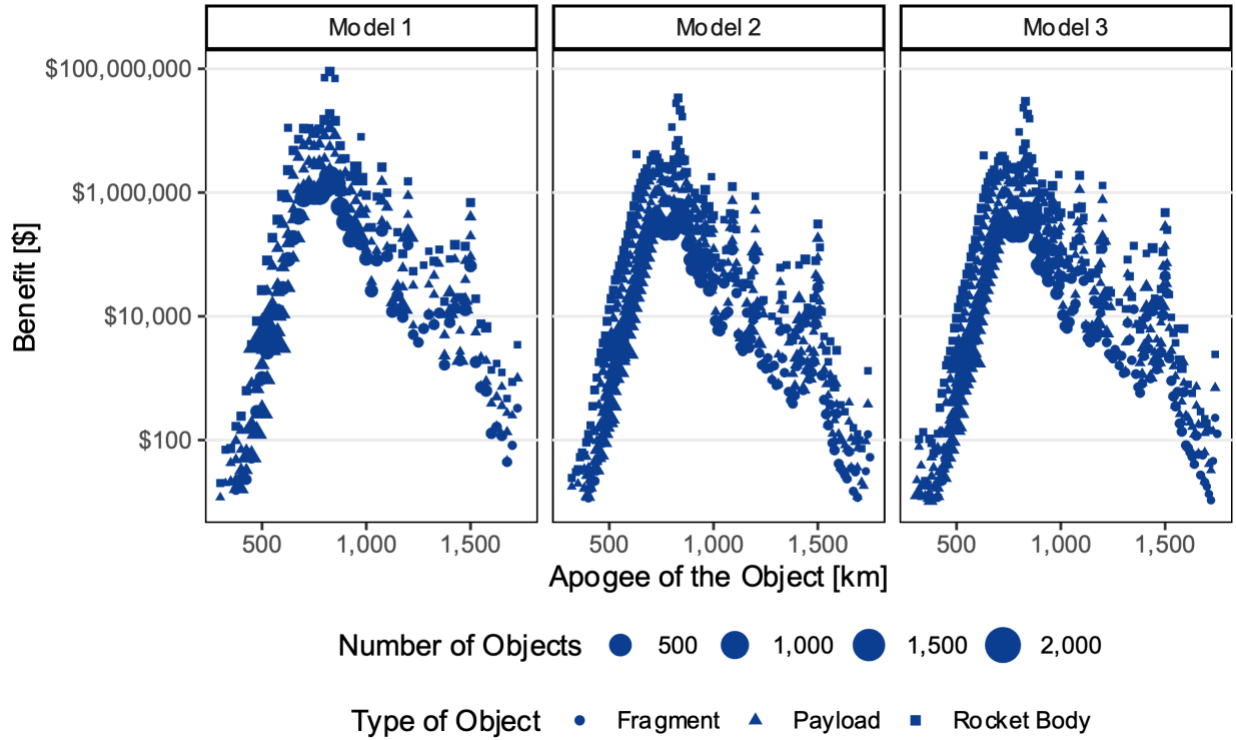 Model 1 Model 2 Model 3
$100,000,000
$1,000,000
$10,000
$100
Benefit [$]
500 1,000 1,500 500 1,000 1,500 500 1,000 1,500
Apogee of the Object [km]
Number of Objects 500 1,000 1,500 2,000
Type of Object Fragment Payload Rocket Body